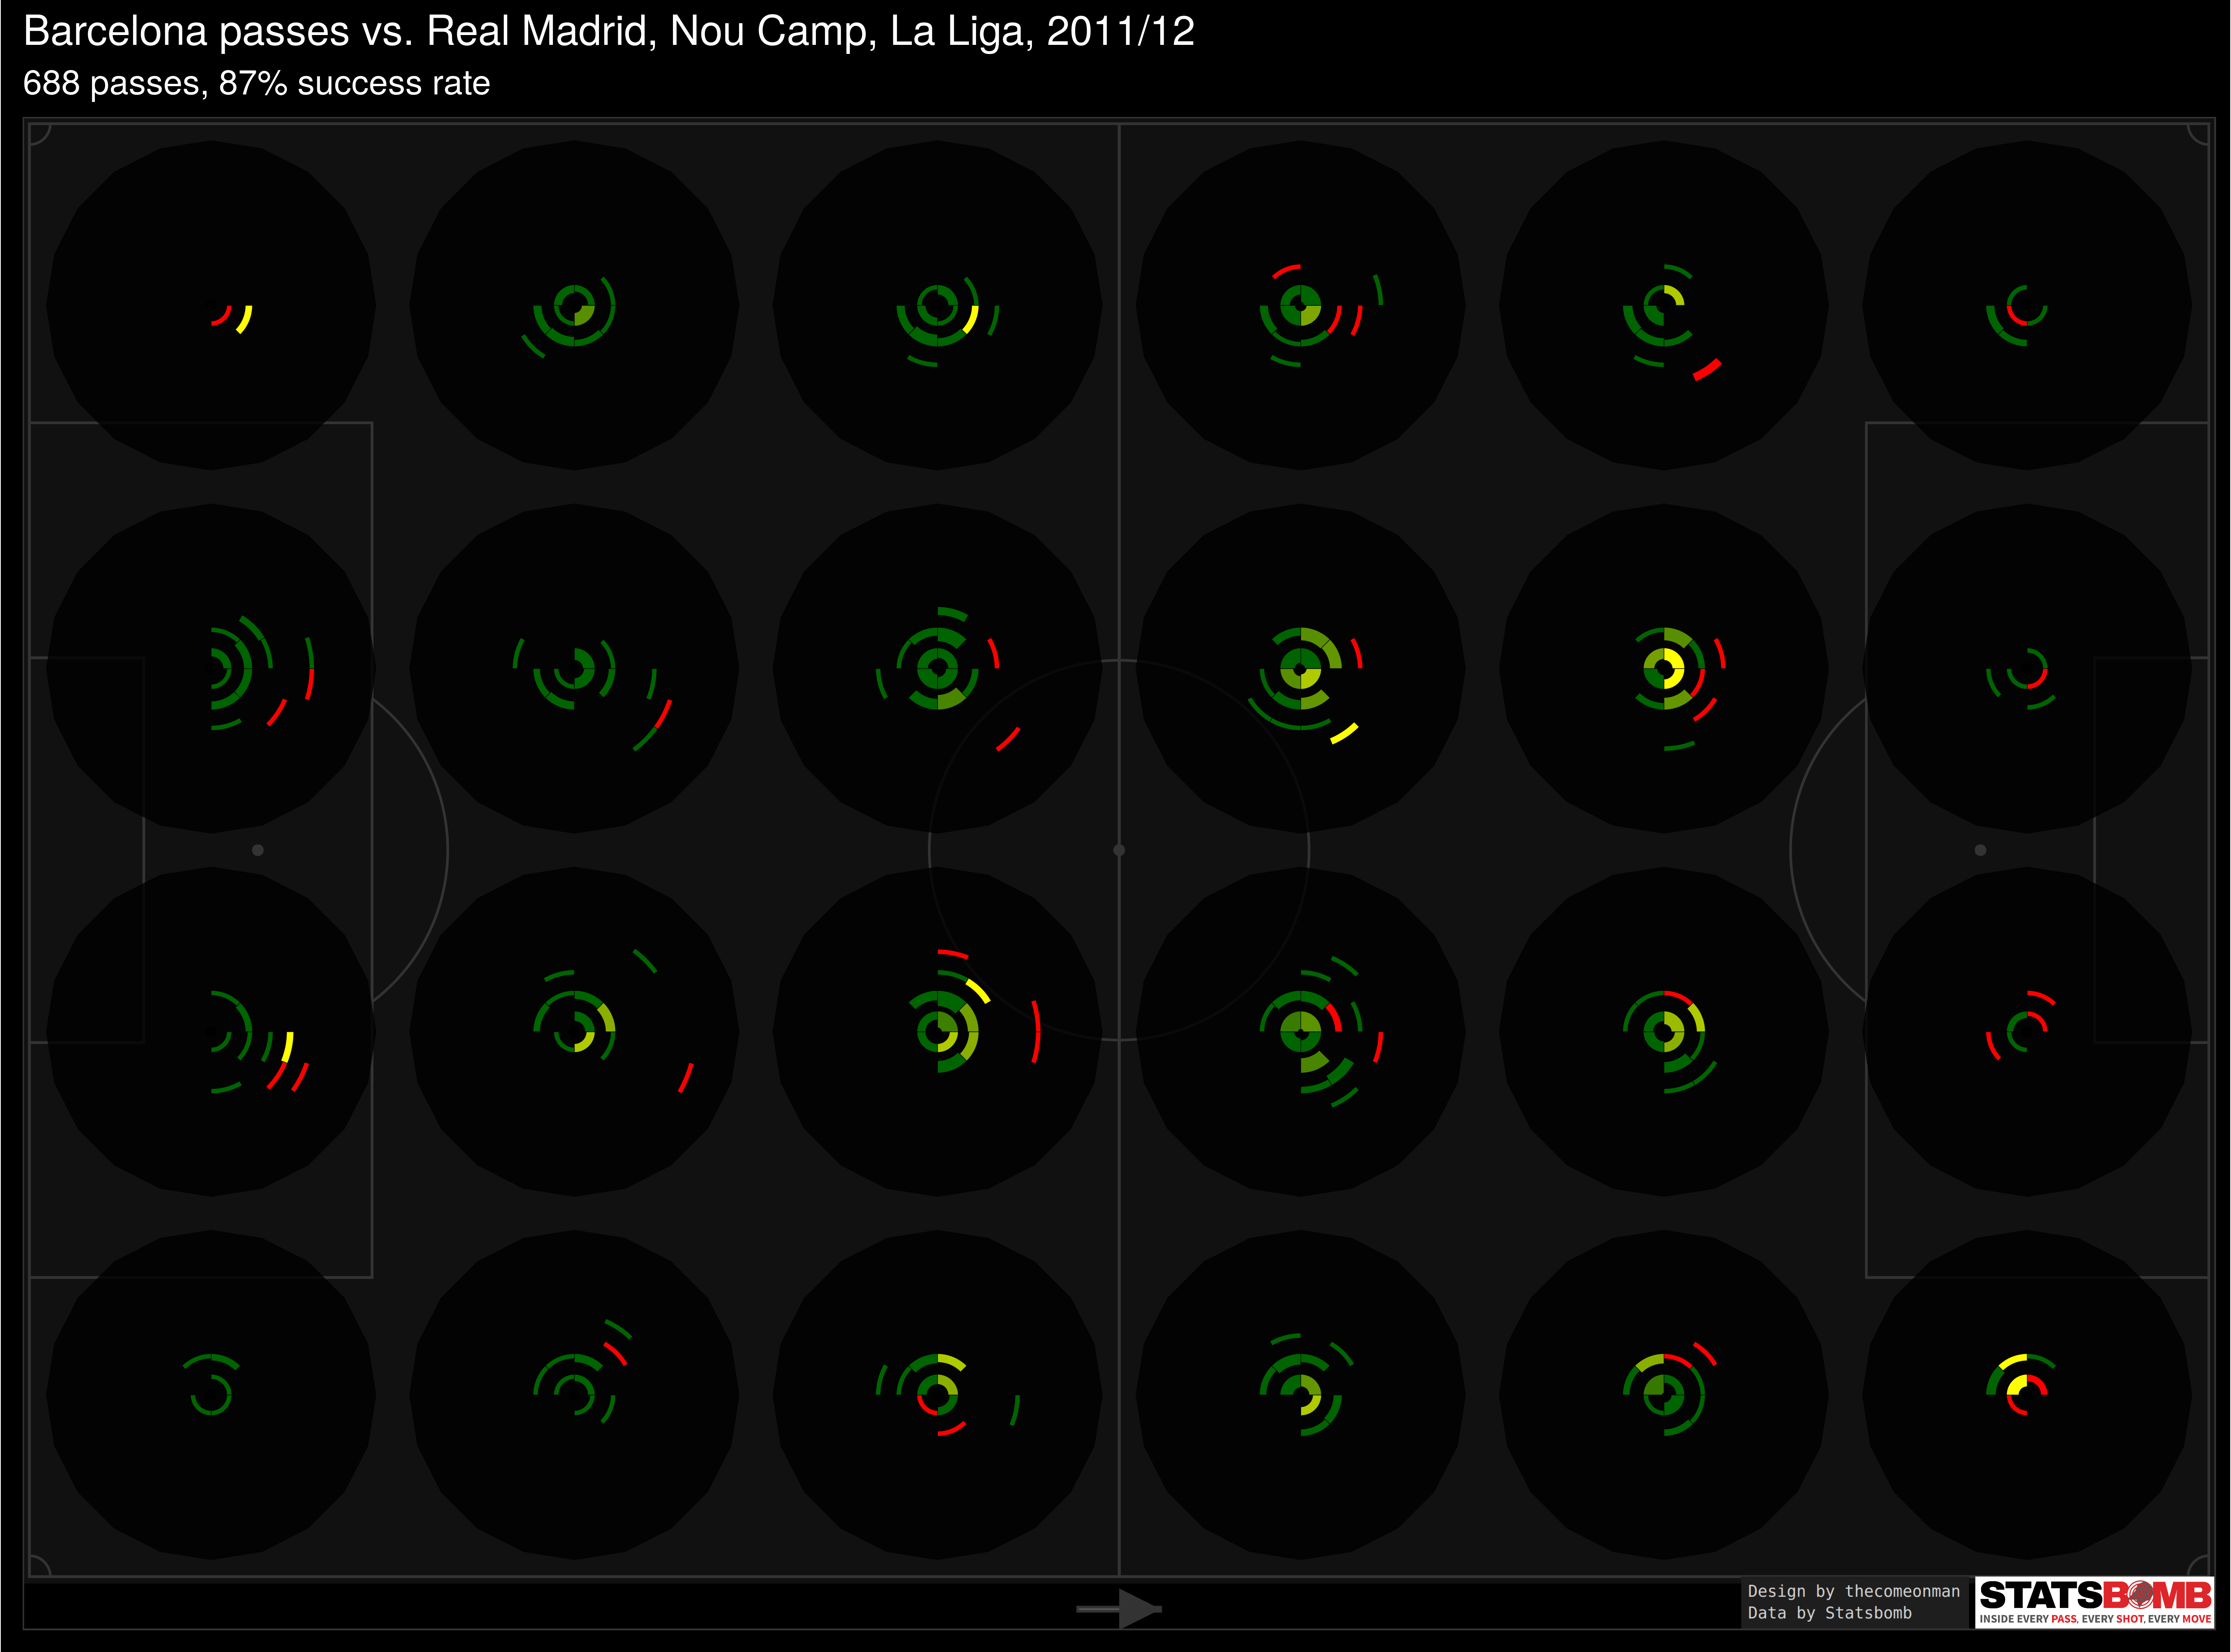 Barcelona passes vs. Real Madrid, Nou Camp, La Liga, 2011/12
688 passes, 87% success rate
Design by thecomeonman
Data by Statsbomb
STATSBOMB
INSIDE EVERY PASS, EVERY SHOT, EVERY MOVE